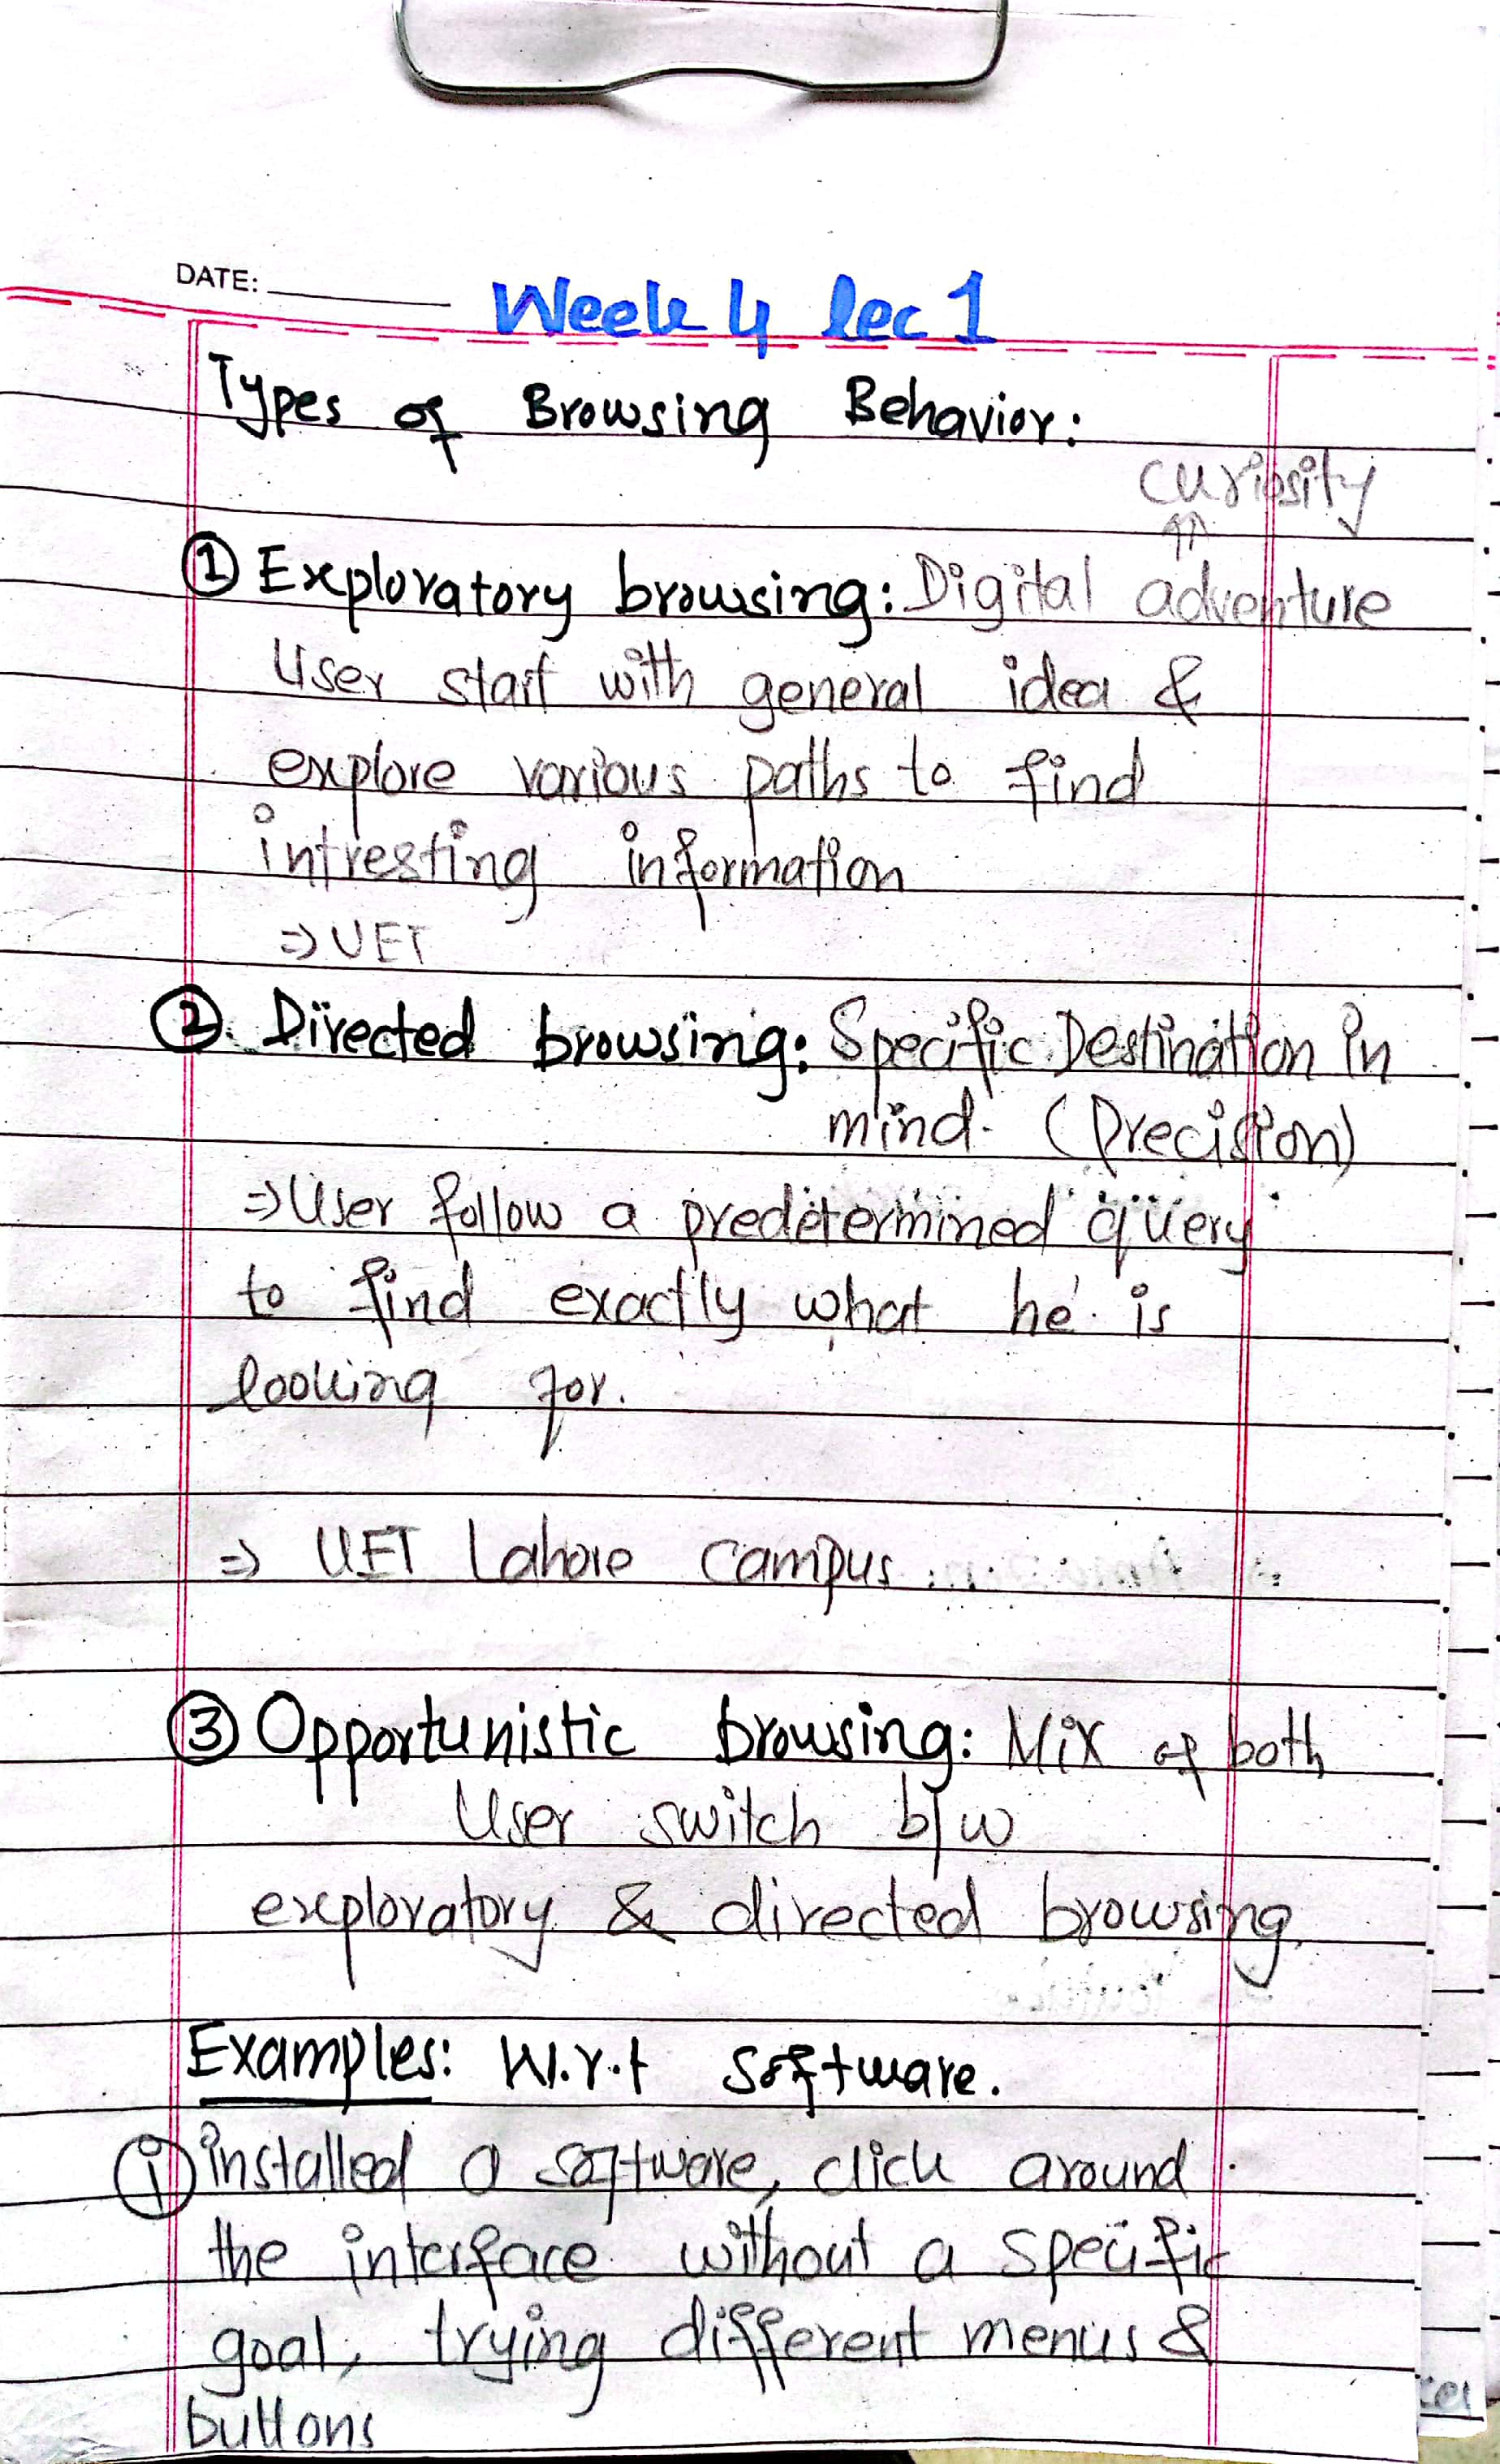 DATE:
Week 4 lec 1
Types of Browsing Behavior:
curiosity
① Exploratory browsing: Digital adventure
User start with general idea &
explore various paths to find
intresting information
⇒ UET
②. Directed browsing: Specific Destination in
mind. (Precision)
⇒ User follow a predetermined query
to find exactly what he is
looking for.
⇒ UET Lahore campus
③ Opportunistic browsing: Mix of both
User switch b/w
exploratory & directed browsing.
Examples: W.r.t software.
ⓘ installed a software, click around
the interface without a specific
goal, trying different menus &
buttons